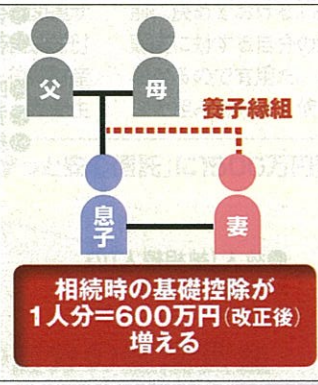 父
母
養子縁組
息子
妻
相続時の基礎控除が
1人分=600万円(改正後)
増える